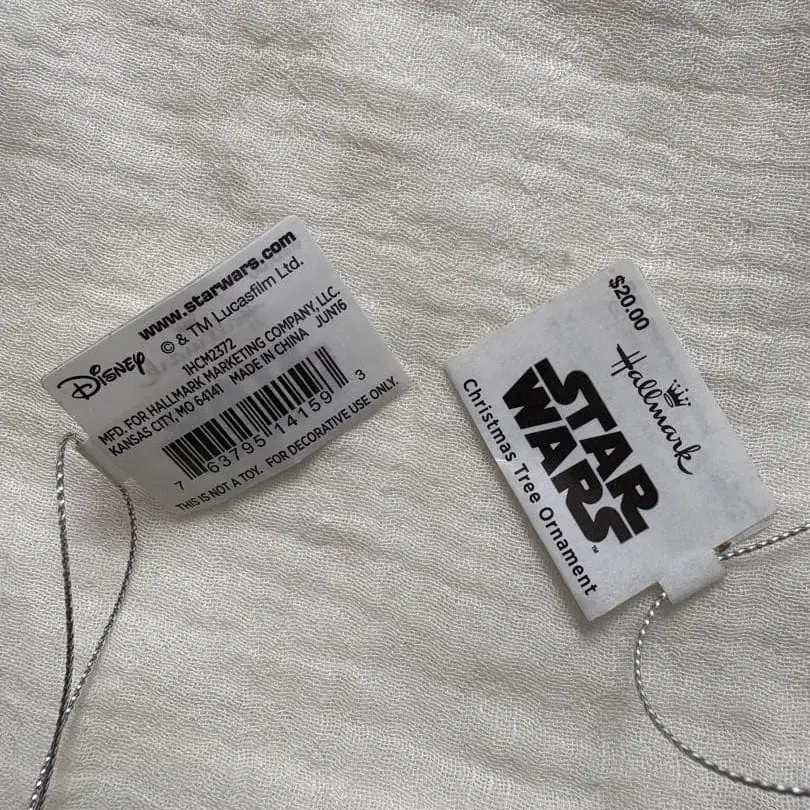 www.starwars.com
Disney © & TM Lucasfilm Ltd.
1HCM2372
MFD. FOR HALLMARK MARKETING COMPANY, LLC.
KANSAS CITY, MO 64141 MADE IN CHINA JUN16
7 63795 14159 3
THIS IS NOT A TOY. FOR DECORATIVE USE ONLY.
$20.00
Hallmark
STAR
WARS™
Christmas Tree Ornament